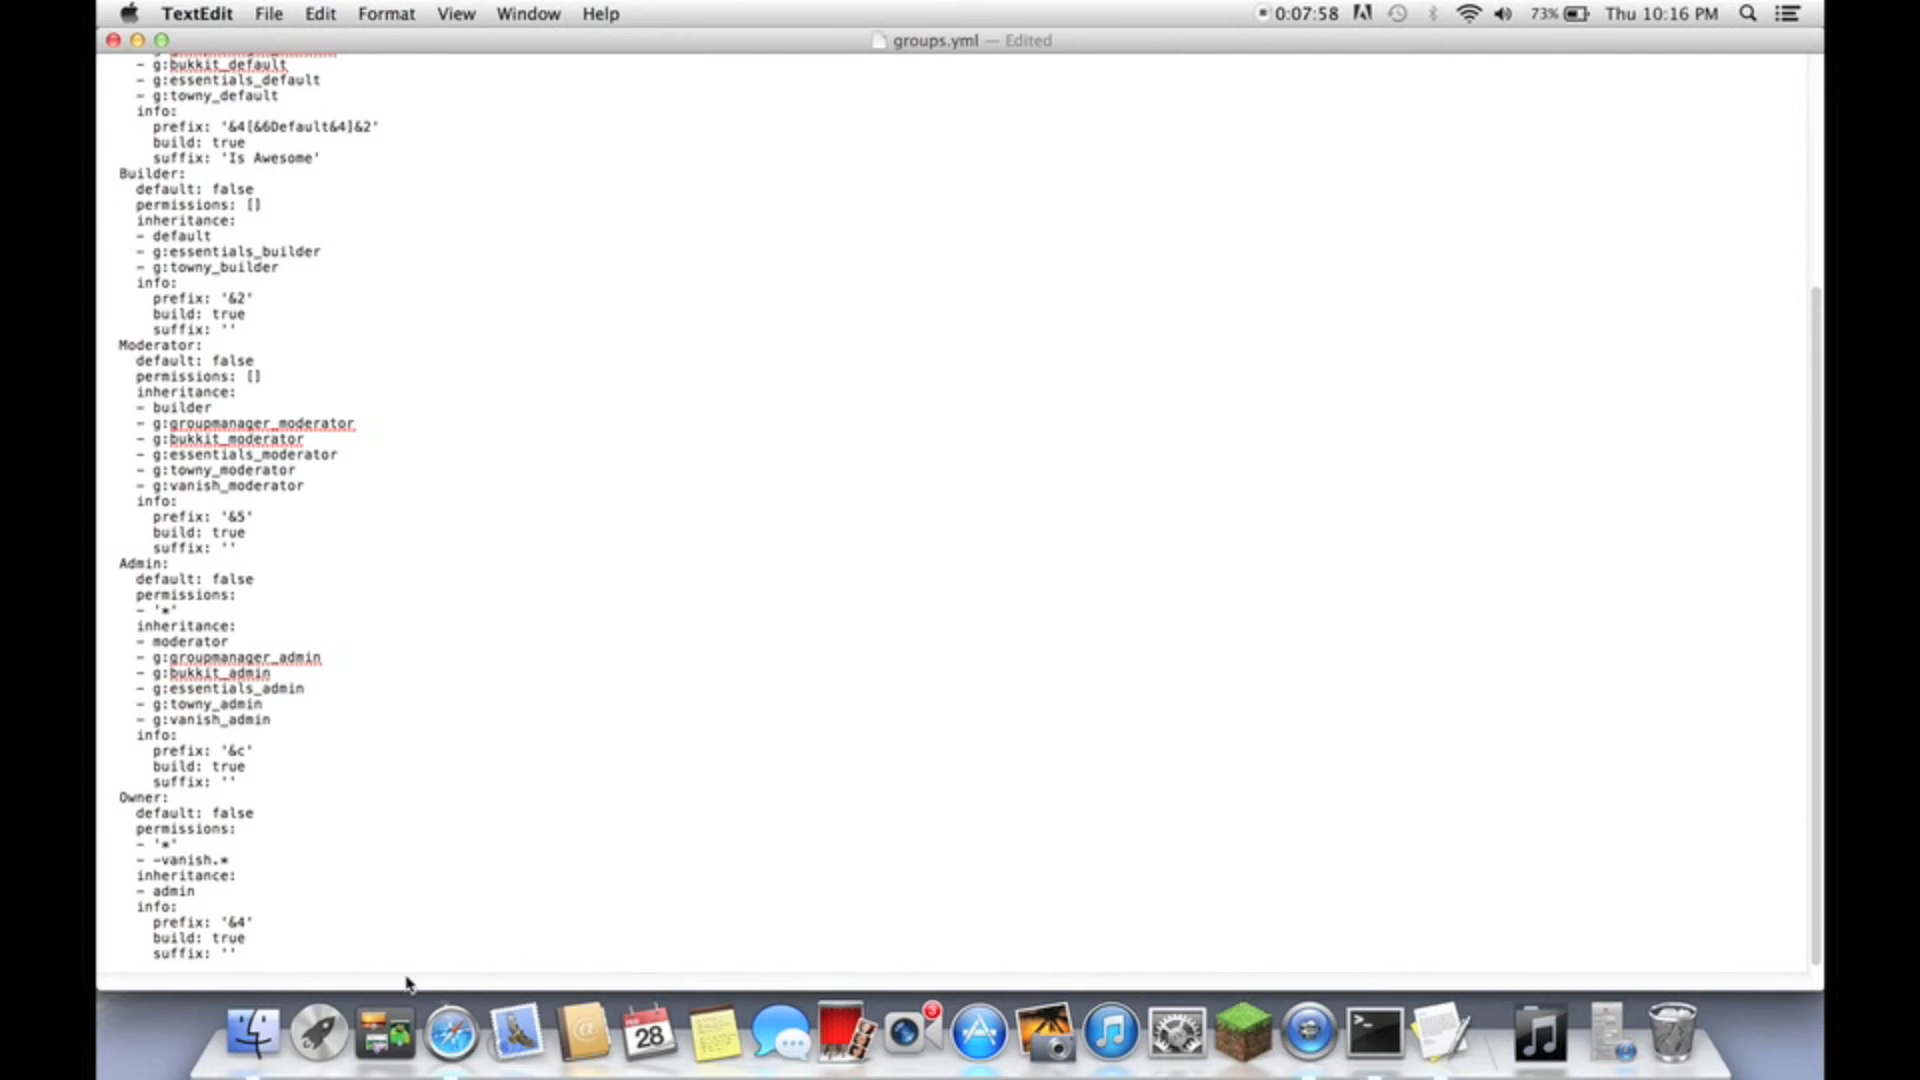 TextEdit File Edit Format View Window Help 0:07:58 73% Thu 10:16 PM
groups.yml — Edited
- g:bukkit_default
- g:essentials_default
- g:towny_default
info:
prefix: '&4[&6Default&4]&2'
build: true
suffix: 'Is Awesome'
Builder:
default: false
permissions: []
inheritance:
- default
- g:essentials_builder
- g:towny_builder
info:
prefix: '&2'
build: true
suffix: ''
Moderator:
default: false
permissions: []
inheritance:
- builder
- g:groupmanager_moderator
- g:bukkit_moderator
- g:essentials_moderator
- g:towny_moderator
- g:vanish_moderator
info:
prefix: '&5'
build: true
suffix: ''
Admin:
default: false
permissions:
- '*'
inheritance:
- moderator
- g:groupmanager_admin
- g:bukkit_admin
- g:essentials_admin
- g:towny_admin
- g:vanish_admin
info:
prefix: '&c'
build: true
suffix: ''
Owner:
default: false
permissions:
- '*'
- -vanish.*
inheritance:
- admin
info:
prefix: '&4'
build: true
suffix: ''
28
3